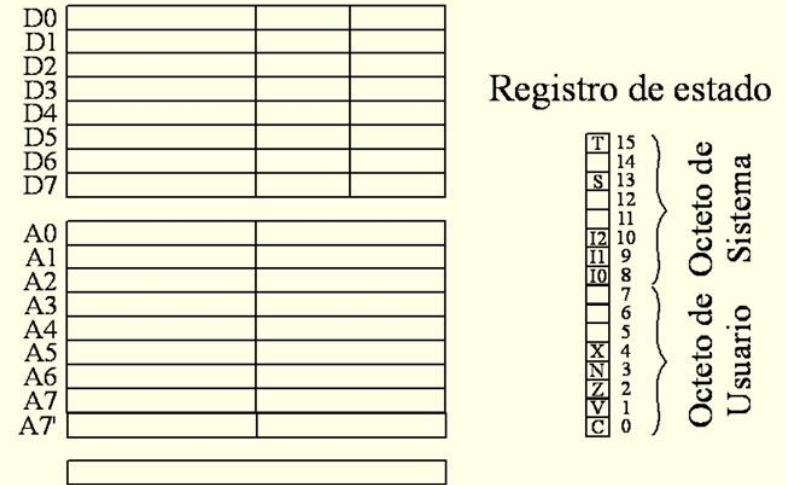 D0
D1
D2
D3
D4
D5
D6
D7
A0
A1
A2
A3
A4
A5
A6
A7
A7'
Registro de estado
T 15
14
S 13
12
11
I2 10
I1 9
I0 8
7
6
5
X 4
N 3
Z 2
V 1
C 0
Octeto de
Sistema
Octeto de
Usuario